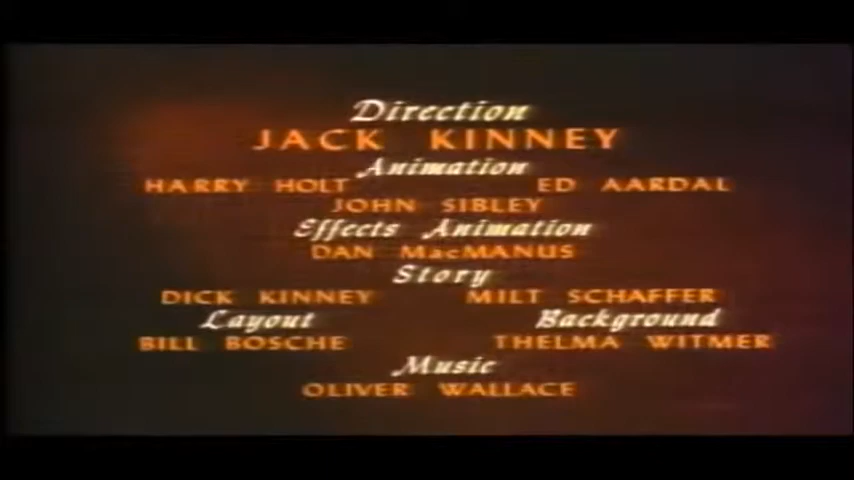 Direction
JACK KINNEY
Animation
HARRY HOLT ED AARDAL
JOHN SIBLEY
Effects Animation
DAN MacMANUS
Story
DICK KINNEY MILT SCHAFFER
Layout Background
BILL BOSCHE THELMA WITMER
Music
OLIVER WALLACE